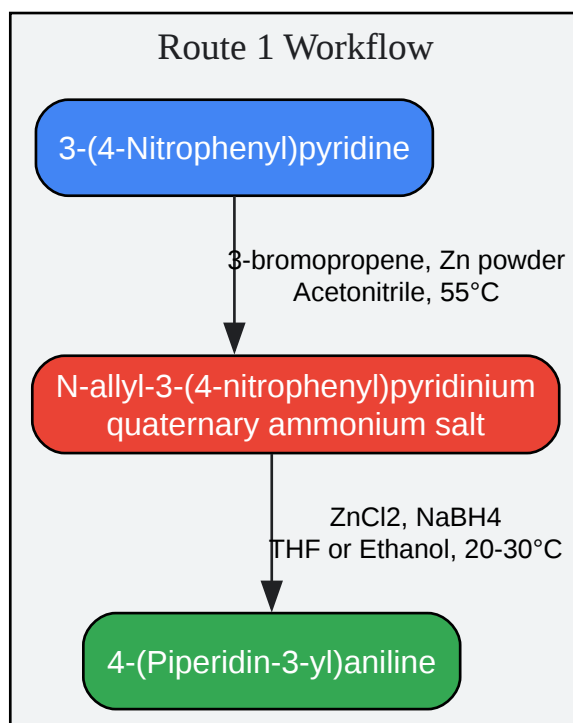 Route 1 Workflow
3-(4-Nitrophenyl)pyridine
3-bromopropene, Zn powder
Acetonitrile, 55°C
N-allyl-3-(4-nitrophenyl)pyridinium
quaternary ammonium salt
ZnCl2, NaBH4
THF or Ethanol, 20-30°C
4-(Piperidin-3-yl)aniline